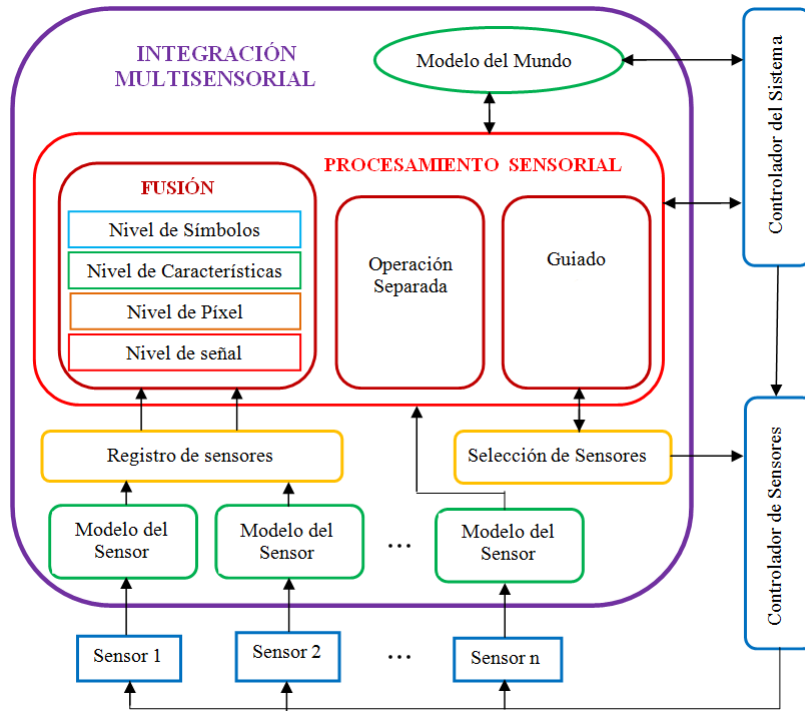 INTEGRACIÓN
MULTISENSORIAL
Modelo del Mundo
Controlador del Sistema
PROCESAMIENTO SENSORIAL
FUSIÓN
Nivel de Símbolos
Nivel de Características
Nivel de Píxel
Nivel de señal
Operación
Separada
Guiado
Registro de sensores
Selección de Sensores
Controlador de Sensores
Modelo del
Sensor
Modelo del
Sensor
...
Modelo del
Sensor
Sensor 1
Sensor 2
...
Sensor n